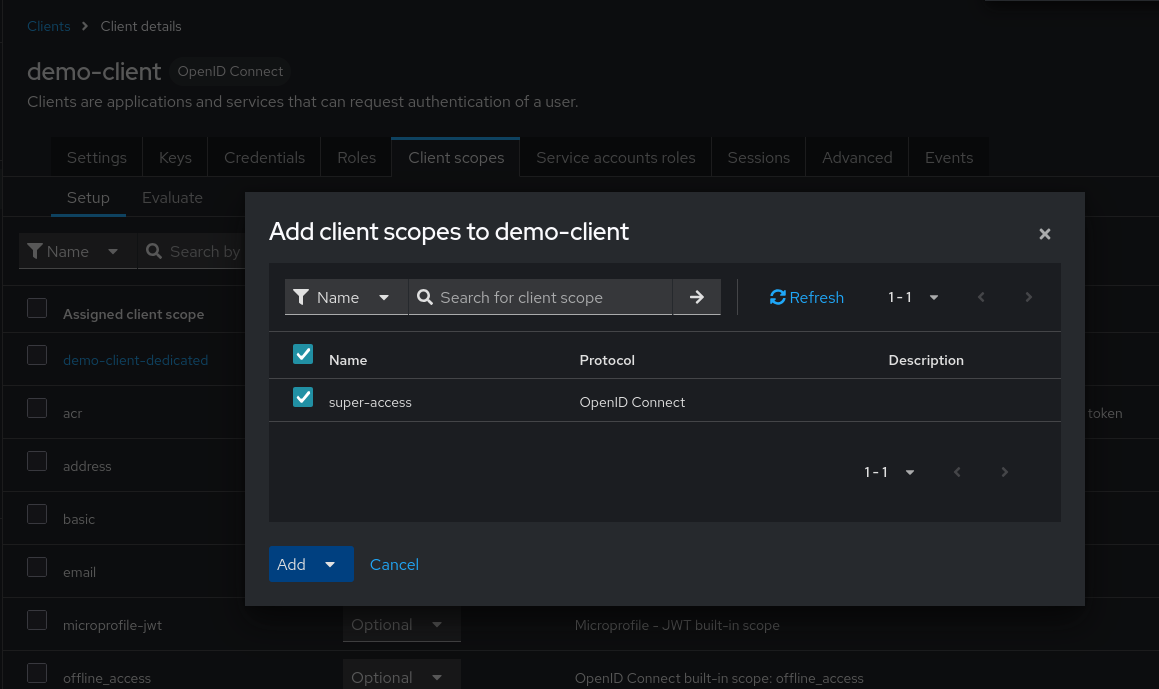 Clients > Client details
demo-client OpenID Connect
Clients are applications and services that can request authentication of a user.
Settings Keys Credentials Roles Client scopes Service accounts roles Sessions Advanced Events
Setup Evaluate
Name Search by
Assigned client scope
demo-client-dedicated
acr token
address
basic
email
microprofile-jwt Optional Microprofile - JWT built-in scope
offline_access Optional OpenID Connect built-in scope: offline_access
Add client scopes to demo-client ×
Name Search for client scope Refresh 1 - 1
Name Protocol Description
super-access OpenID Connect
1 - 1
Add Cancel